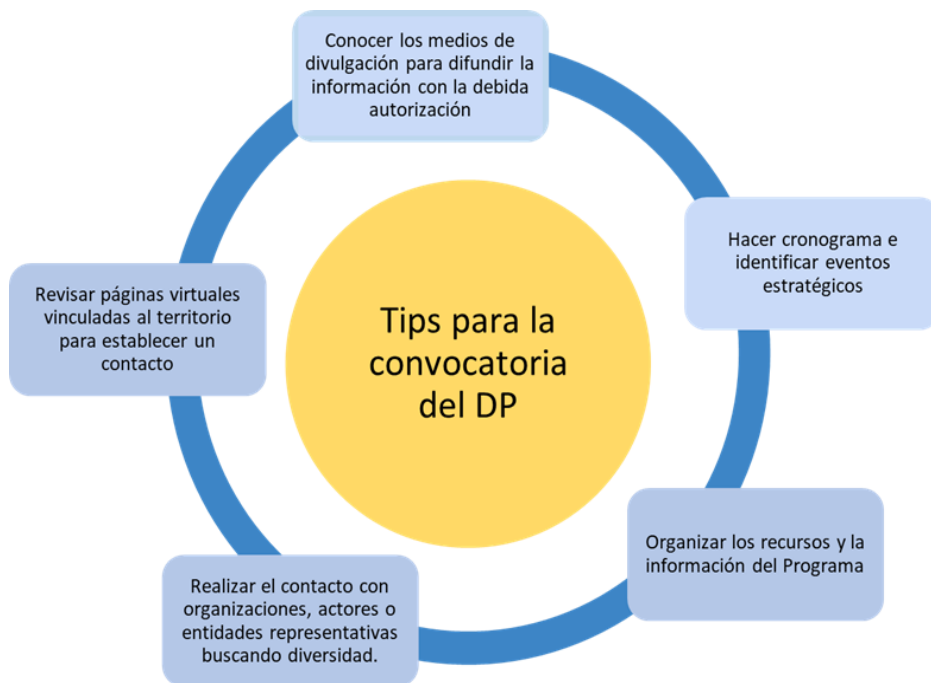 Conocer los medios de
divulgación para difundir la
información con la debida
autorización
Hacer cronograma e
identificar eventos
estratégicos
Organizar los recursos y la
información del Programa
Realizar el contacto con
organizaciones, actores o
entidades representativas
buscando diversidad.
Revisar páginas virtuales
vinculadas al territorio
para establecer un
contacto
Tips para la
convocatoria
del DP